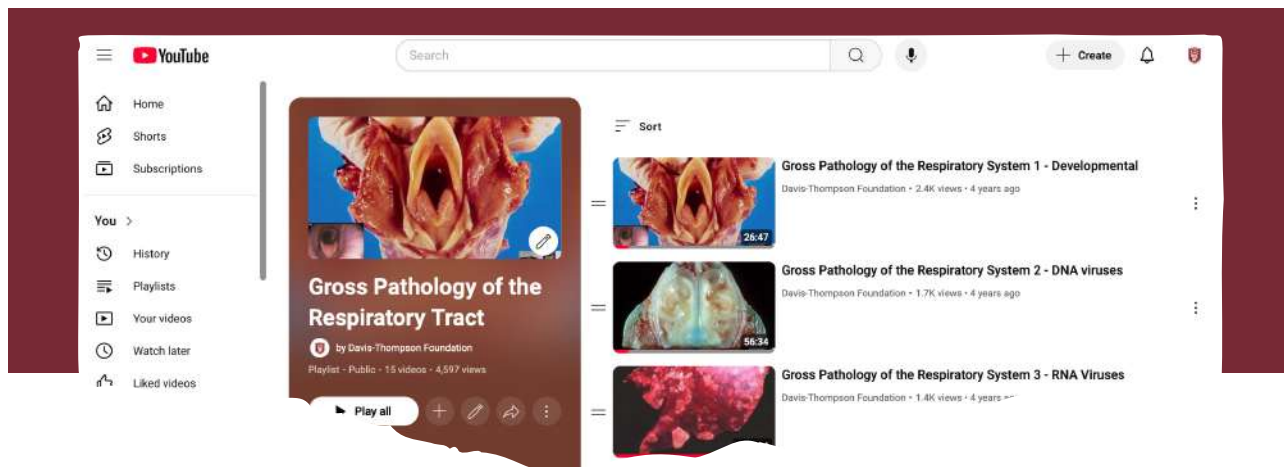 YouTube
Search
Create
Home
Shorts
Subscriptions
You
History
Playlists
Your videos
Watch later
Liked videos
Gross Pathology of the
Respiratory Tract
by Davis-Thompson Foundation
Playlist • Public • 15 videos • 4,597 views
Play all
Sort
26:47
Gross Pathology of the Respiratory System 1 - Developmental
Davis-Thompson Foundation • 2.4K views • 4 years ago
56:34
Gross Pathology of the Respiratory System 2 - DNA viruses
Davis-Thompson Foundation • 1.7K views • 4 years ago
Gross Pathology of the Respiratory System 3 - RNA Viruses
Davis-Thompson Foundation • 1.4K views • 4 years